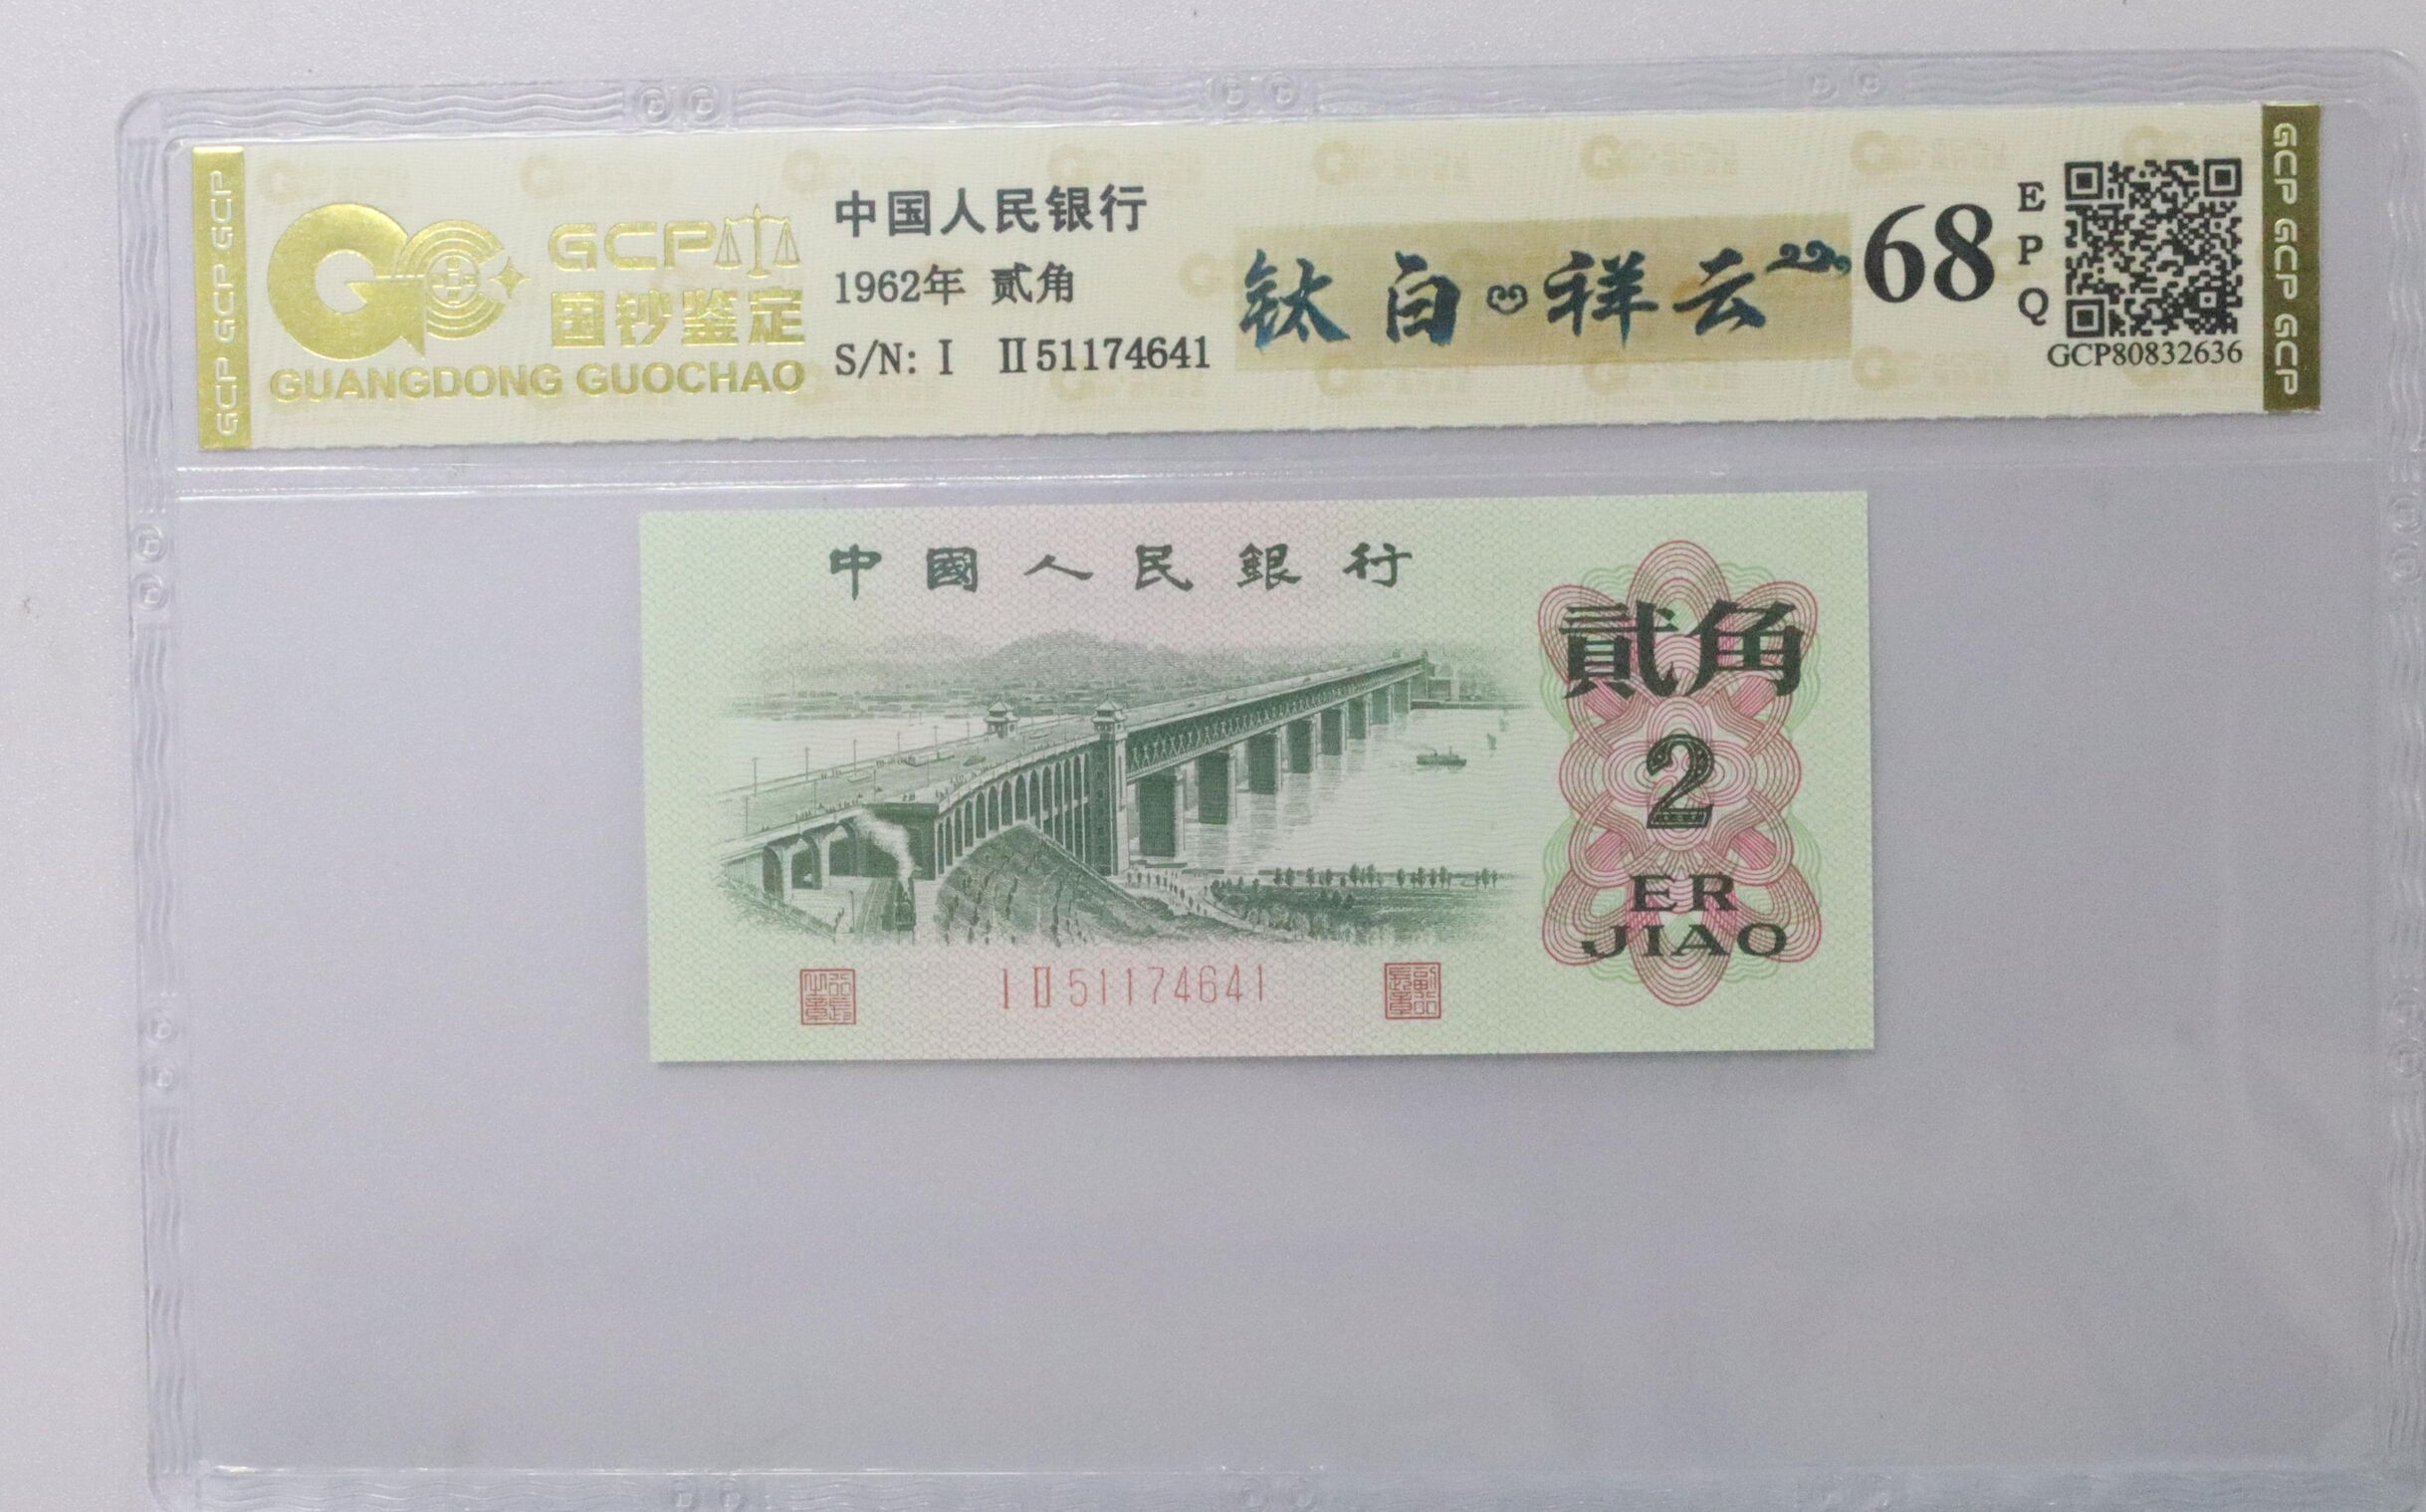 GCP GCP GCP
GCP
国钞鉴定
GUANGDONG GUOCHAO
中国人民银行
1962年 贰角
S/N: I II51174641
钛白祥云
68
EPQ
GCP80832636
GCP GCP GCP
中國人民銀行
貳角
2
ER
JIAO
I II 51174641